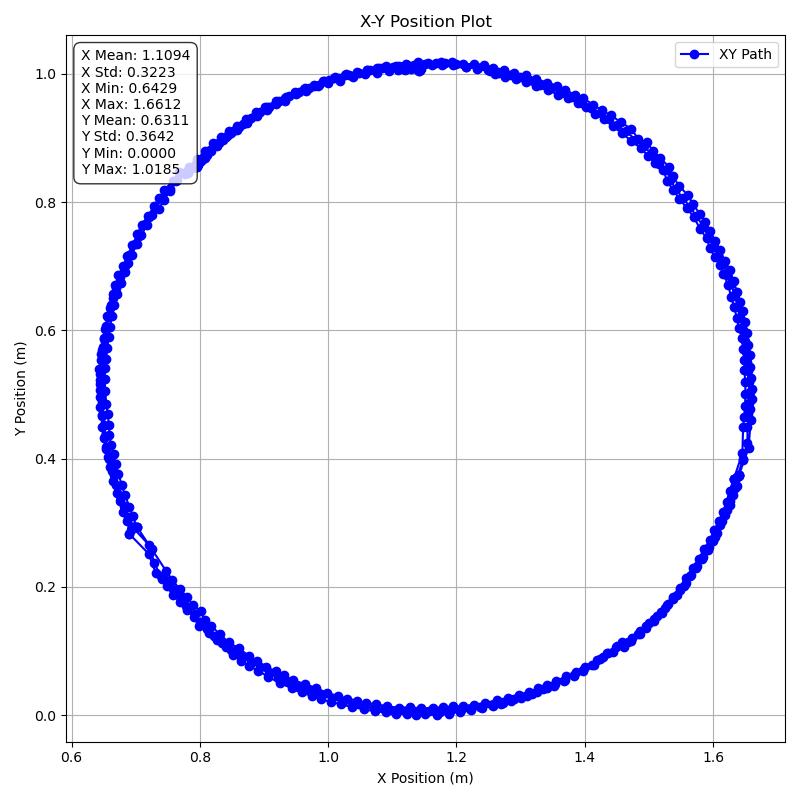 X-Y Position Plot
X Mean: 1.1094
X Std: 0.3223
X Min: 0.6429
X Max: 1.6612
Y Mean: 0.6311
Y Std: 0.3642
Y Min: 0.0000
Y Max: 1.0185
XY Path
1.0
0.8
0.6
0.4
0.2
0.0
Y Position (m)
0.6 0.8 1.0 1.2 1.4 1.6
X Position (m)